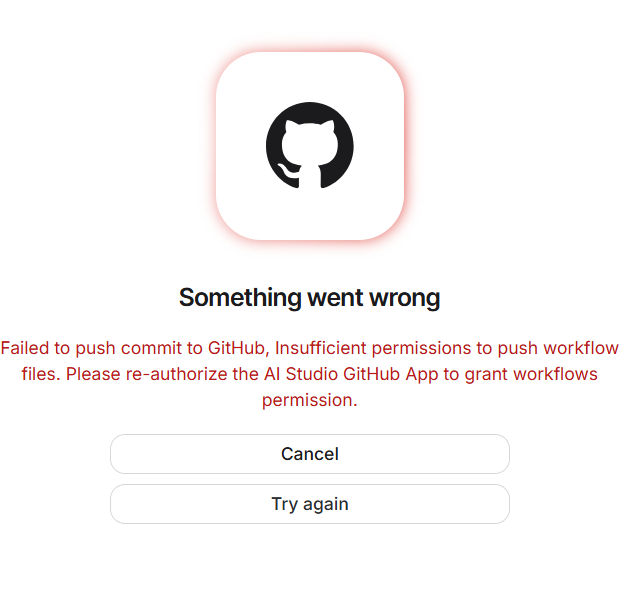 Something went wrong
Failed to push commit to GitHub, Insufficient permissions to push workflow
files. Please re-authorize the AI Studio GitHub App to grant workflows
permission.
Cancel
Try again